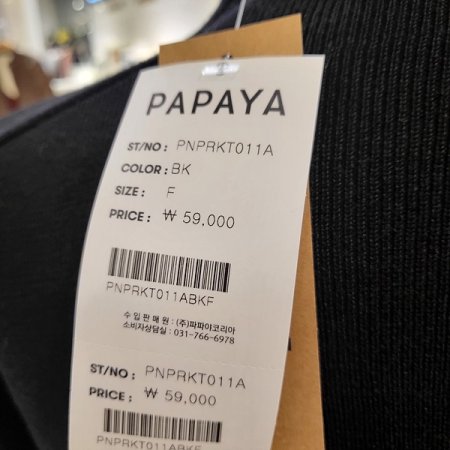 PAPAYA
ST/NO : PNPRKT011A
COLOR : BK
SIZE : F
PRICE : ₩ 59,000
PNPRKT011ABKF
수 입 판 매 원 : (주)파파야코리아
소비자상담실 : 031-766-6978
ST/NO : PNPRKT011A
PRICE : ₩ 59,000
PNPRKT011ABKF